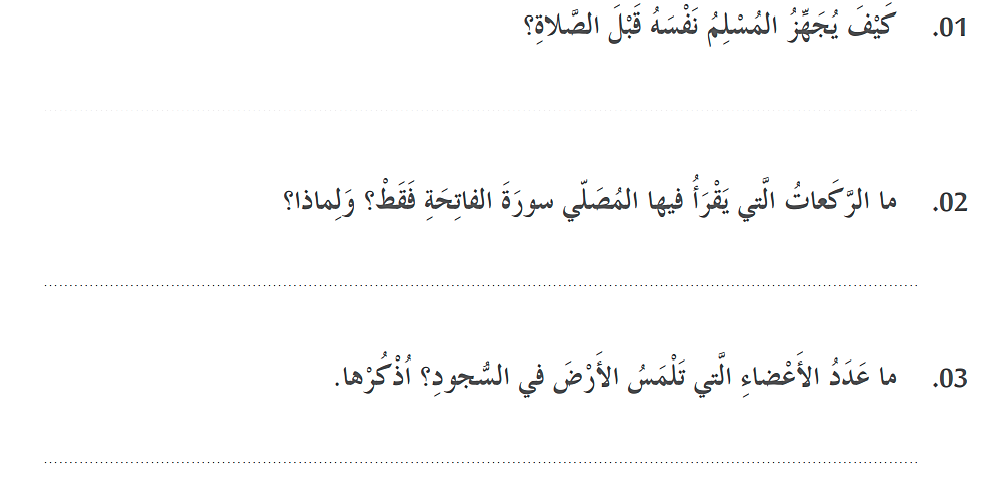 01. كَيْفَ يُجَهِّزُ المُسْلِمُ نَفْسَهُ قَبْلَ الصَّلاةِ؟
02. ما الرَّكَعاتُ الَّتي يَقْرَأُ فيها المُصَلّي سورَةَ الفاتِحَةِ فَقَطْ؟ وَلِماذا؟
03. ما عَدَدُ الأَعْضاءِ الَّتي تَلْمَسُ الأَرْضَ في السُّجودِ؟ اُذْكُرْها.